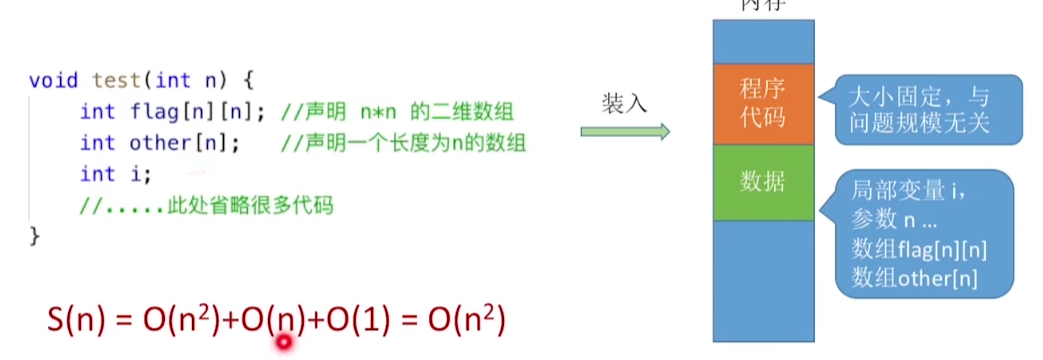 内存
void test(int n) {
int flag[n][n]; //声明 n*n 的二维数组
int other[n]; //声明一个长度为n的数组
int i;
//.....此处省略很多代码
}
装入
程序
代码
大小固定，与
问题规模无关
数据
局部变量 i，
参数 n ...
数组flag[n][n]
数组other[n]
S(n) = O(n²)+O(n)+O(1) = O(n²)